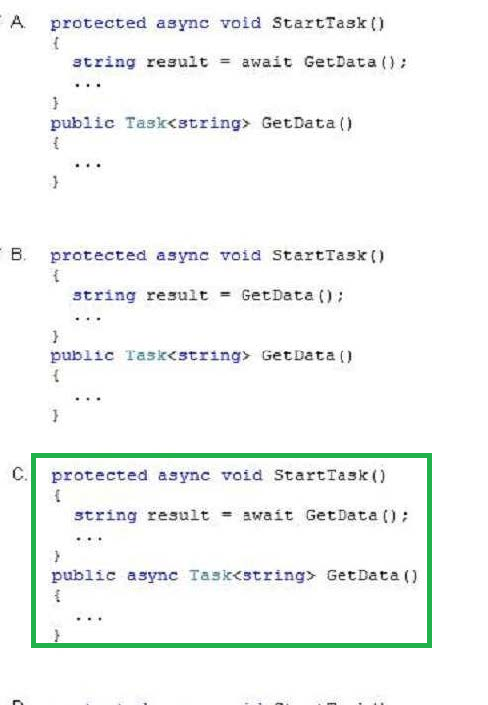 A. protected async void StartTask()
{
string result = await GetData();
...
}
public Task<string> GetData()
{
...
}
B. protected async void StartTask()
{
string result = GetData();
...
}
public Task<string> GetData()
{
...
}
C. protected async void StartTask()
{
string result = await GetData();
...
}
public async Task<string> GetData()
{
...
}